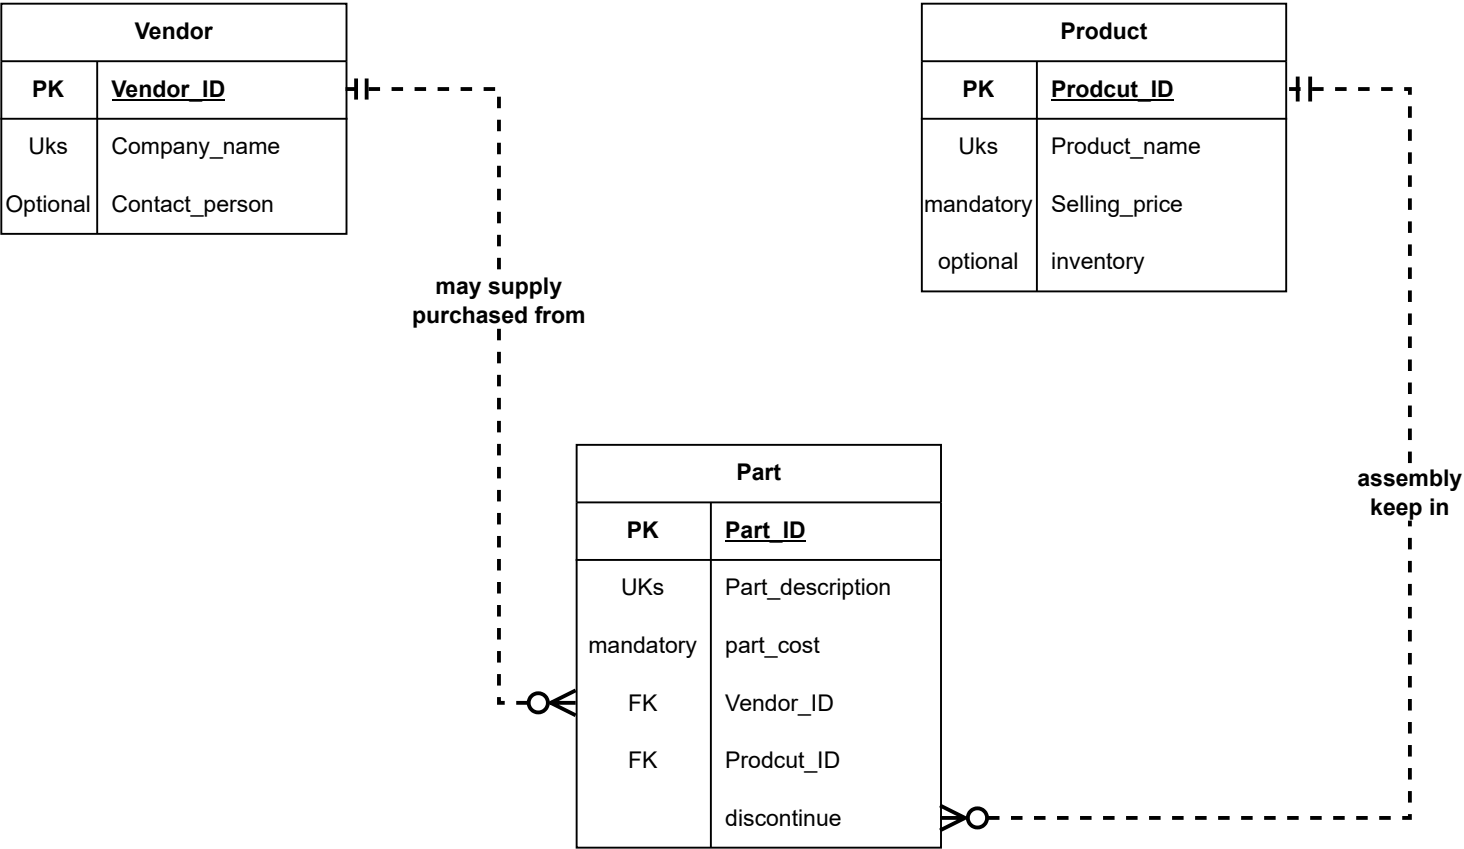 Vendor
PK Vendor_ID
Uks Company_name
Optional Contact_person
Product
PK Prodcut_ID
Uks Product_name
mandatory Selling_price
optional inventory
may supply
purchased from
assembly
keep in
Part
PK Part_ID
UKs Part_description
mandatory part_cost
FK Vendor_ID
FK Prodcut_ID
discontinue